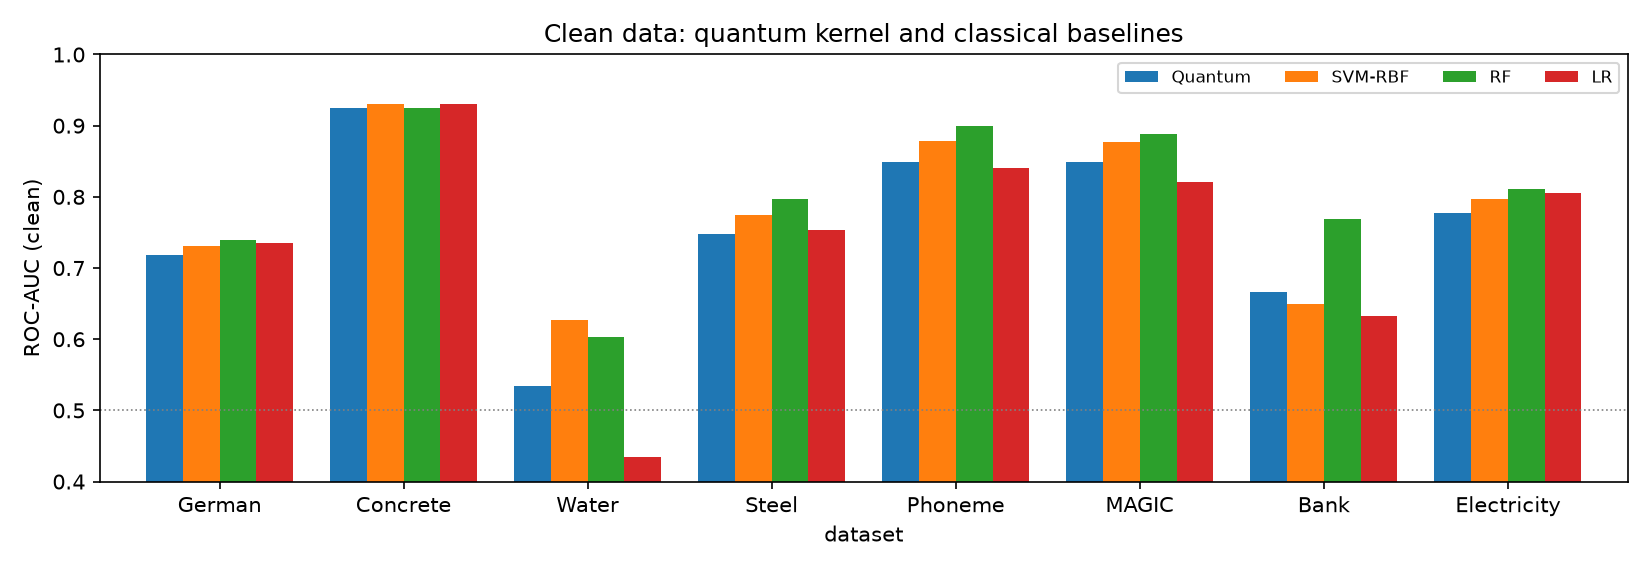 Clean data: quantum kernel and classical baselines
Quantum SVM-RBF RF LR
ROC-AUC (clean)
1.0
0.9
0.8
0.7
0.6
0.5
0.4
German Concrete Water Steel Phoneme MAGIC Bank Electricity
dataset